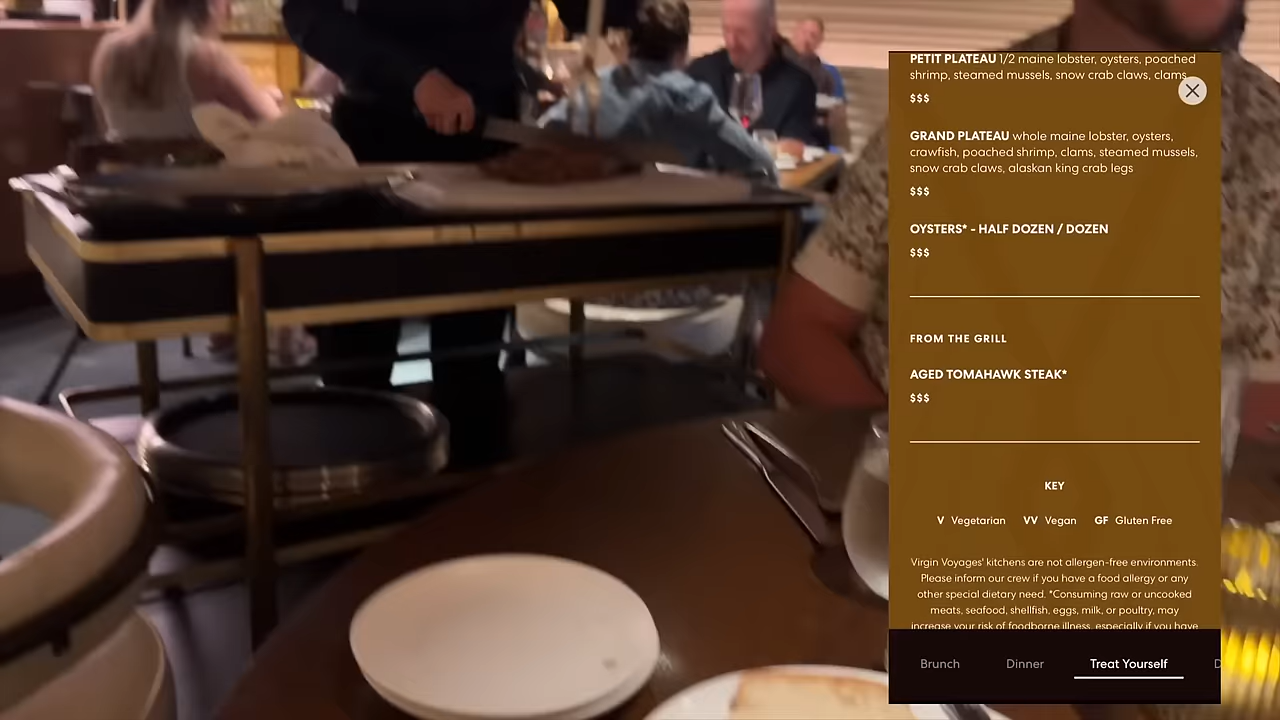 PETIT PLATEAU 1/2 maine lobster, oysters, poached
shrimp, steamed mussels, snow crab claws, clams
$$$
GRAND PLATEAU whole maine lobster, oysters,
crawfish, poached shrimp, clams, steamed mussels,
snow crab claws, alaskan king crab legs
$$$
OYSTERS* - HALF DOZEN / DOZEN
$$$
FROM THE GRILL
AGED TOMAHAWK STEAK*
$$$
KEY
V Vegetarian VV Vegan GF Gluten Free
Virgin Voyages' kitchens are not allergen-free environments.
Please inform our crew if you have a food allergy or any
other special dietary need. *Consuming raw or uncooked
meats, seafood, shellfish, eggs, milk, or poultry, may
increase your risk of foodborne illness, especially if you have
Brunch Dinner Treat Yourself D